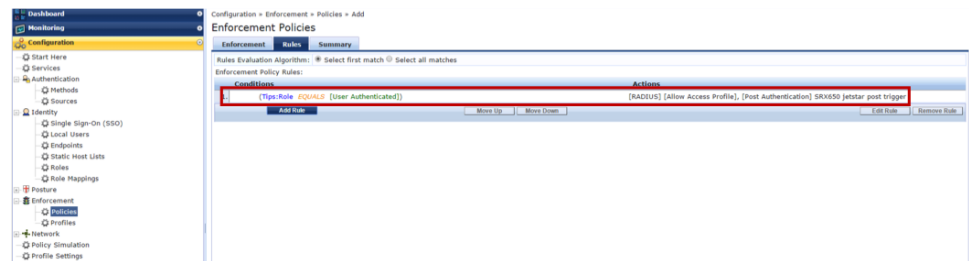 Dashboard
Monitoring
Configuration
Start Here
Services
Authentication
Methods
Sources
Identity
Single Sign-On (SSO)
Local Users
Endpoints
Static Host Lists
Roles
Role Mappings
Posture
Enforcement
Policies
Profiles
Network
Policy Simulation
Profile Settings
Configuration » Enforcement » Policies » Add
Enforcement Policies
Enforcement Rules Summary
Rules Evaluation Algorithm: Select first match Select all matches
Enforcement Policy Rules:
Conditions Actions
1. (Tips:Role EQUALS [User Authenticated]) [RADIUS] [Allow Access Profile], [Post Authentication] SRX650 jetstar post trigger
Add Rule Move Up Move Down Edit Rule Remove Rule